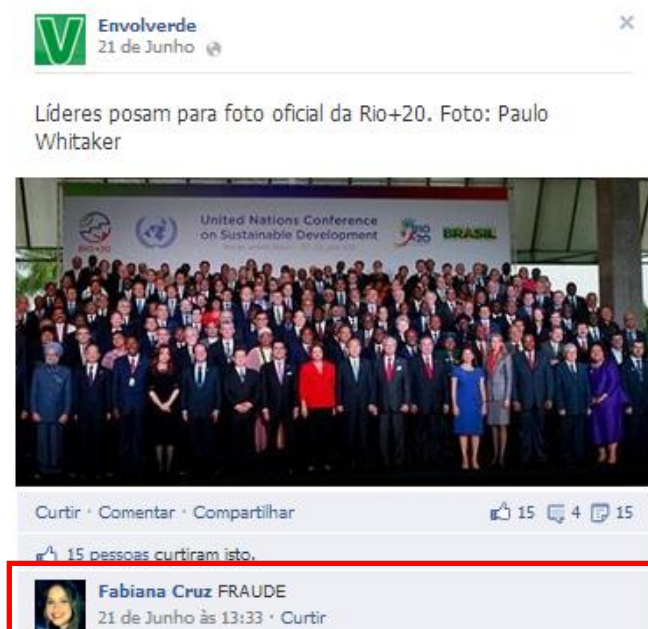 Envolverde
21 de Junho
Líderes posam para foto oficial da Rio+20. Foto: Paulo
Whitaker
United Nations Conference
on Sustainable Development
RIO+20
RIO
+20
BRASIL
Curtir · Comentar · Compartilhar
15 4 15
15 pessoas curtiram isto.
Fabiana Cruz FRAUDE
21 de Junho às 13:33 · Curtir